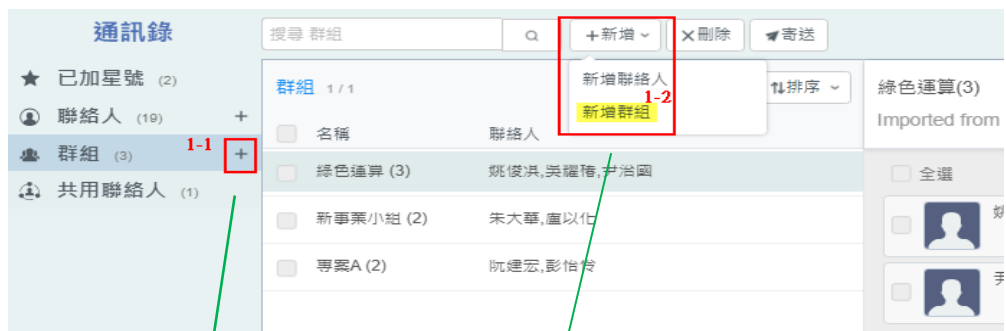 通訊錄
搜尋 群組
+新增
×刪除
寄送
已加星號 (2)
聯絡人 (19) +
群組 (3) 1-1 +
共用聯絡人 (1)
新增聯絡人
1-2
新增群組
群組 1/1
排序
名稱 聯絡人
綠色運算 (3) 姚俊淇,吳耀椿,尹治國
新事業小組 (2) 朱大華,盧以化
專案A (2) 阮建宏,彭怡伶
綠色運算(3)
Imported from
全選